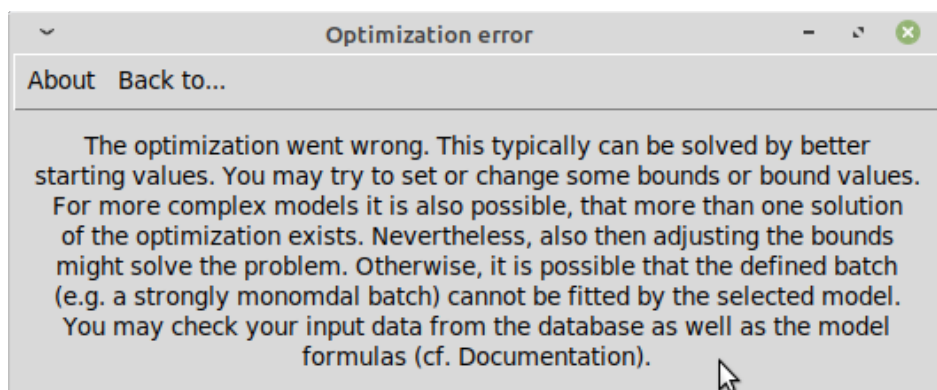 Optimization error
About Back to...
The optimization went wrong. This typically can be solved by better
starting values. You may try to set or change some bounds or bound values.
For more complex models it is also possible, that more than one solution
of the optimization exists. Nevertheless, also then adjusting the bounds
might solve the problem. Otherwise, it is possible that the defined batch
(e.g. a strongly monomdal batch) cannot be fitted by the selected model.
You may check your input data from the database as well as the model
formulas (cf. Documentation).